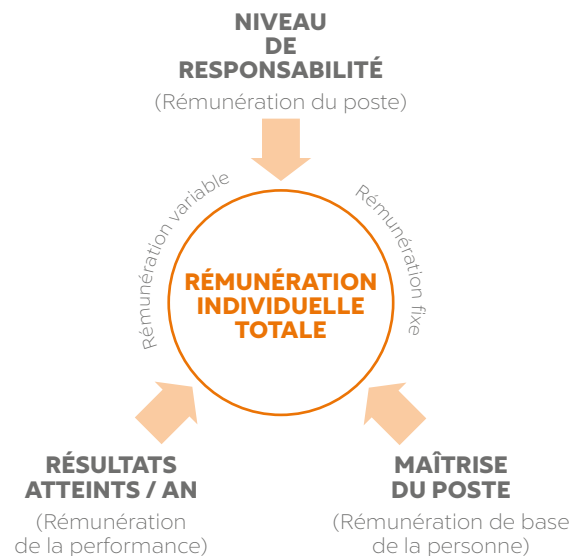 NIVEAU
DE
RESPONSABILITÉ
(Rémunération du poste)
Rémunération variable
Rémunération fixe
RÉMUNÉRATION
INDIVIDUELLE
TOTALE
RÉSULTATS
ATTEINTS / AN
(Rémunération
de la performance)
MAÎTRISE
DU POSTE
(Rémunération de base
de la personne)